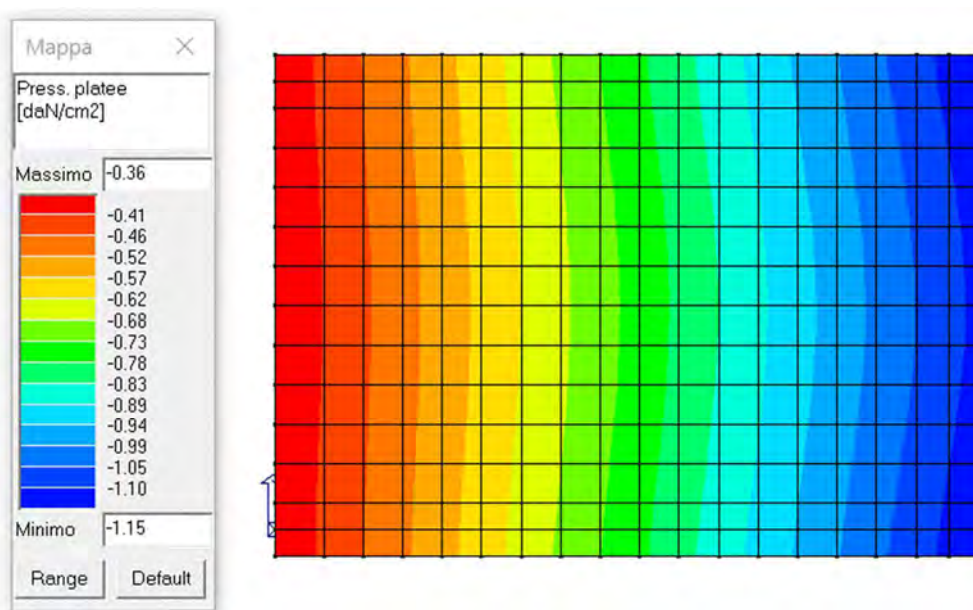 Mappa
Press. platee
[daN/cm2]
Massimo -0.36
-0.41
-0.46
-0.52
-0.57
-0.62
-0.68
-0.73
-0.78
-0.83
-0.89
-0.94
-0.99
-1.05
-1.10
Minimo -1.15
Range Default